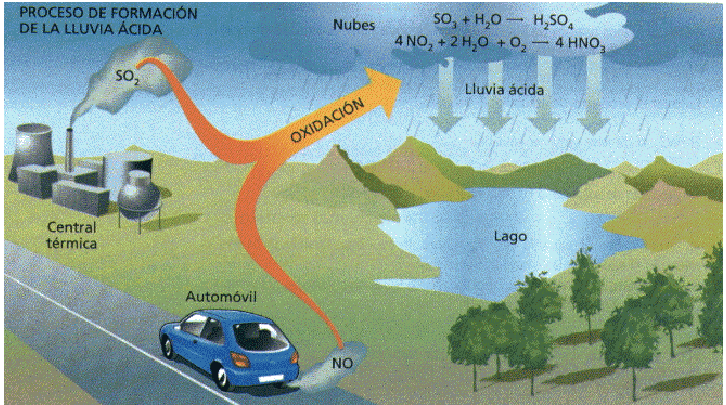 PROCESO DE FORMACIÓN
DE LA LLUVIA ÁCIDA
Nubes
SO₃ + H₂O → H₂SO₄
4 NO₂ + 2 H₂O + O₂ → 4 HNO₃
SO₂
OXIDACIÓN
Lluvia ácida
Central
térmica
Lago
Automóvil
NO